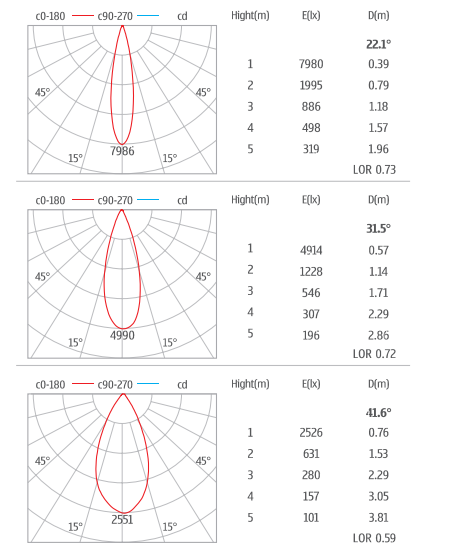 c0-180 c90-270 cd Hight(m) E(lx) D(m)
22.1°
1 7980 0.39
45° 45° 2 1995 0.79
3 886 1.18
4 498 1.57
7986
15° 15° 5 319 1.96
LOR 0.73
c0-180 c90-270 cd Hight(m) E(lx) D(m)
31.5°
1 4914 0.57
45° 45° 2 1228 1.14
3 546 1.71
4 307 2.29
4990
15° 15° 5 196 2.86
LOR 0.72
c0-180 c90-270 cd Hight(m) E(lx) D(m)
41.6°
1 2526 0.76
45° 45° 2 631 1.53
3 280 2.29
4 157 3.05
2551
15° 15° 5 101 3.81
LOR 0.59